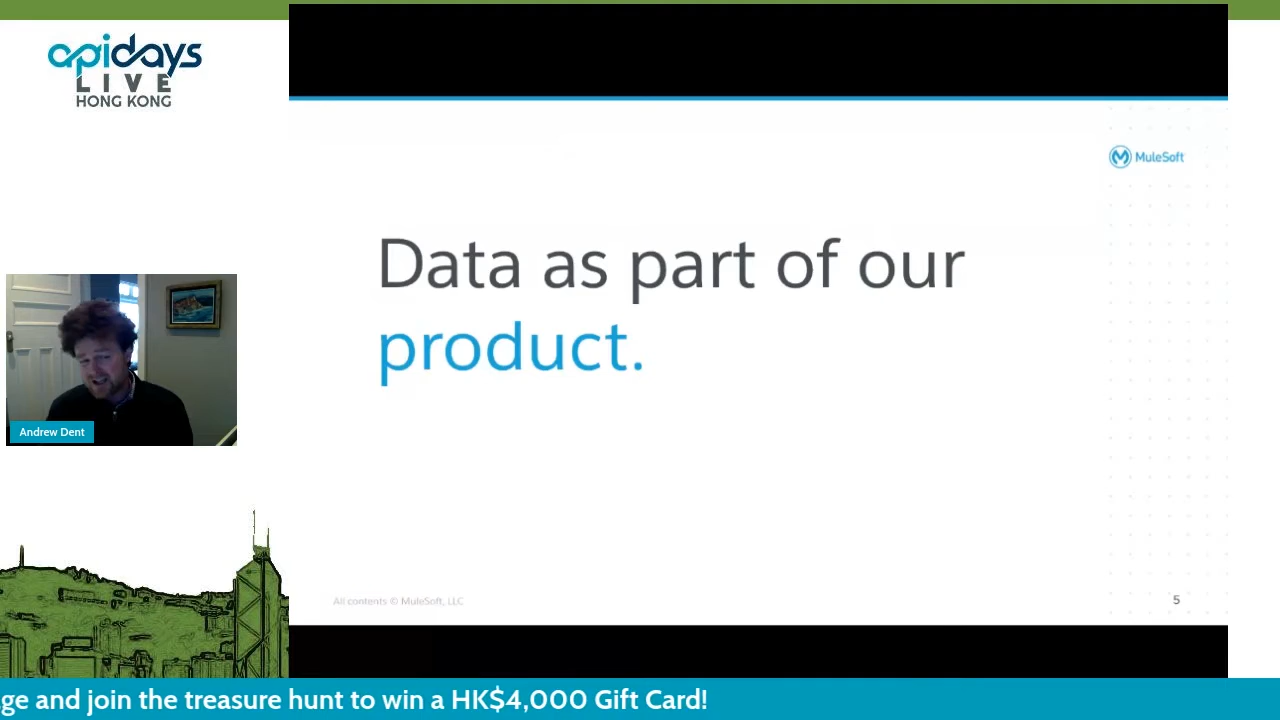 apidays
LIVE
HONG KONG
MuleSoft
Data as part of our
product.
Andrew Dent
All contents © MuleSoft, LLC
5
ge and join the treasure hunt to win a HK$4,000 Gift Card!